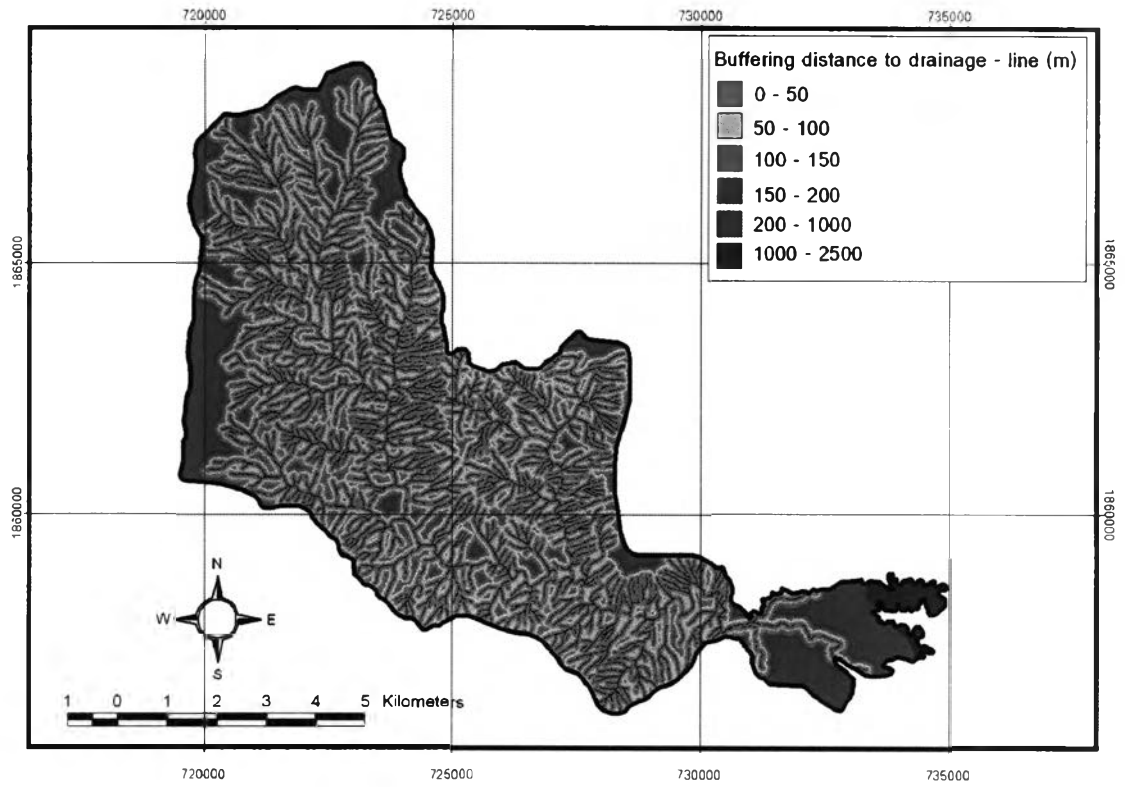 720000 725000 730000 735000
Buffering distance to drainage - line (m)
0 - 50
50 - 100
100 - 150
150 - 200
200 - 1000
1000 - 2500
1865000 1865000
1860000 1860000
N
W E
S
1 0 1 2 3 4 5 Kilometers
720000 725000 730000 735000